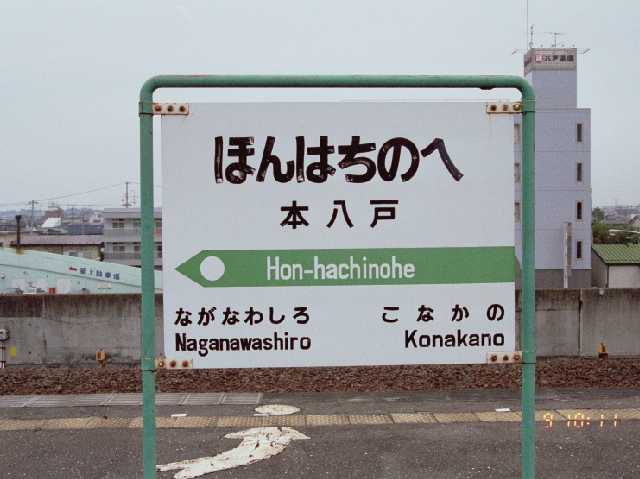 ほんはちのへ
本八戸
Hon-hachinohe
ながなわしろ こなかの
Naganawashiro Konakano
9 10 11